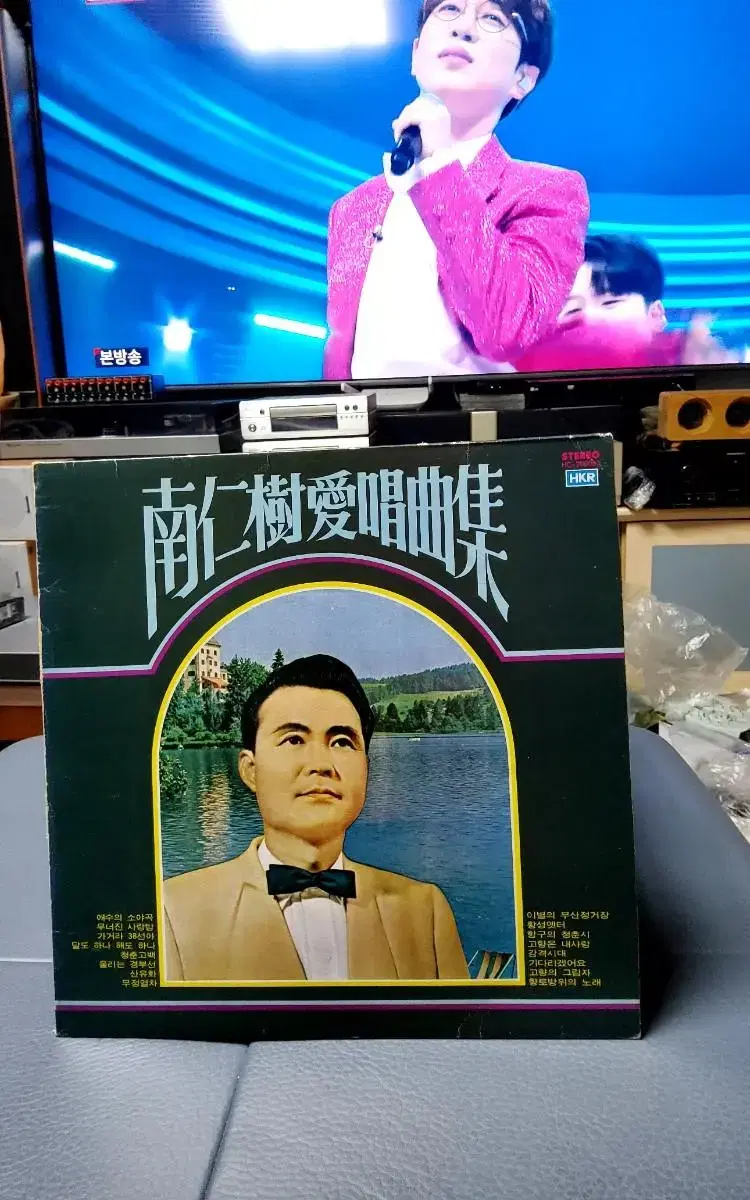 본방송
南仁樹愛唱曲集
STEREO
HKR
애수의 소야곡
무너진 사랑탑
가거라 38선아
달도 하나 해도 하나
청춘고백
울리는 경부선
산유화
무정열차
이별의 부산정거장
황성옛터
항구의 청춘시
고향은 내사랑
감격시대
기다리겠어요
고향의 그림자
향토방위의 노래